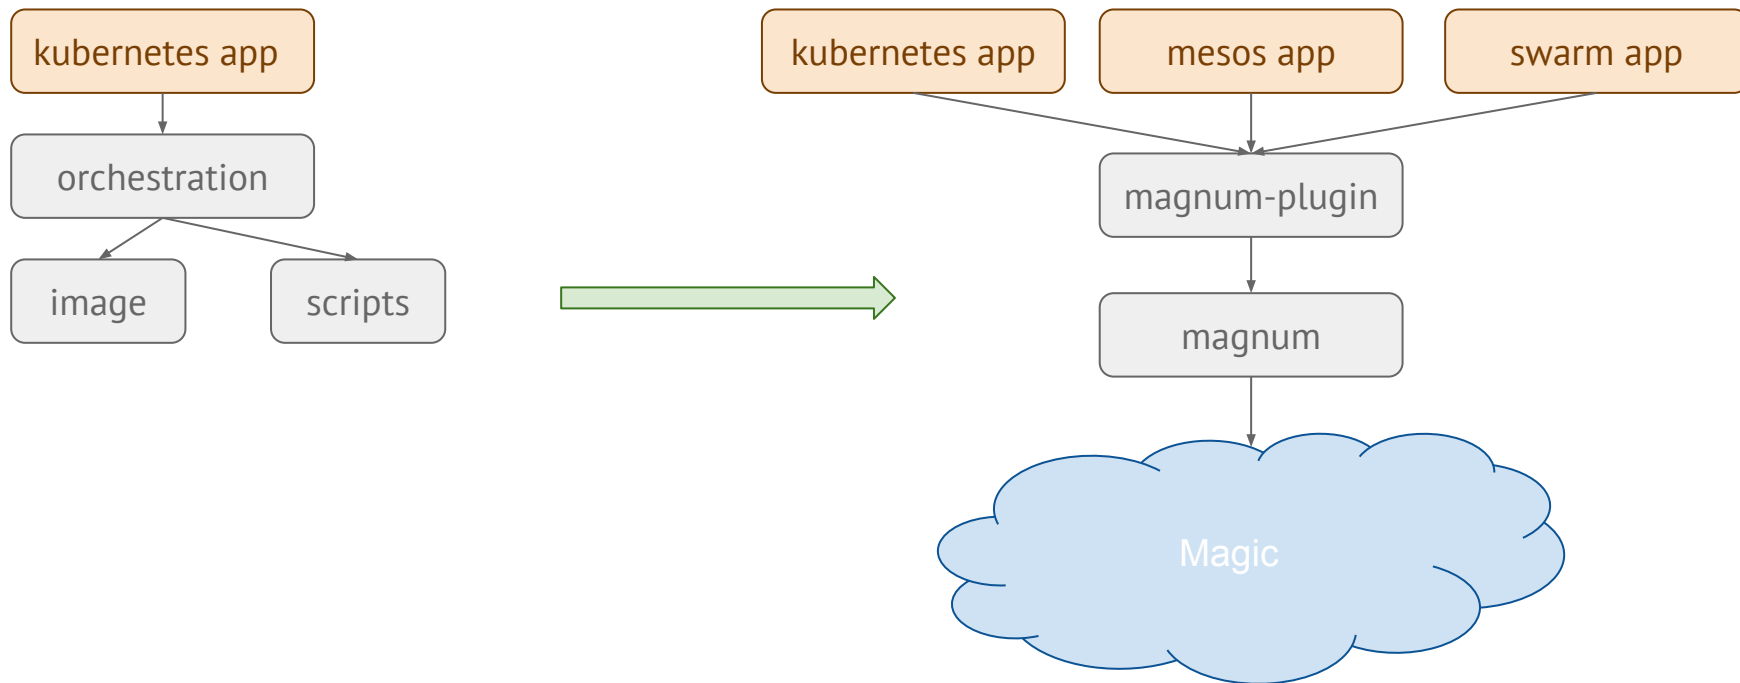 kubernetes app
orchestration
image
scripts
kubernetes app
mesos app
swarm app
magnum-plugin
magnum
Magic